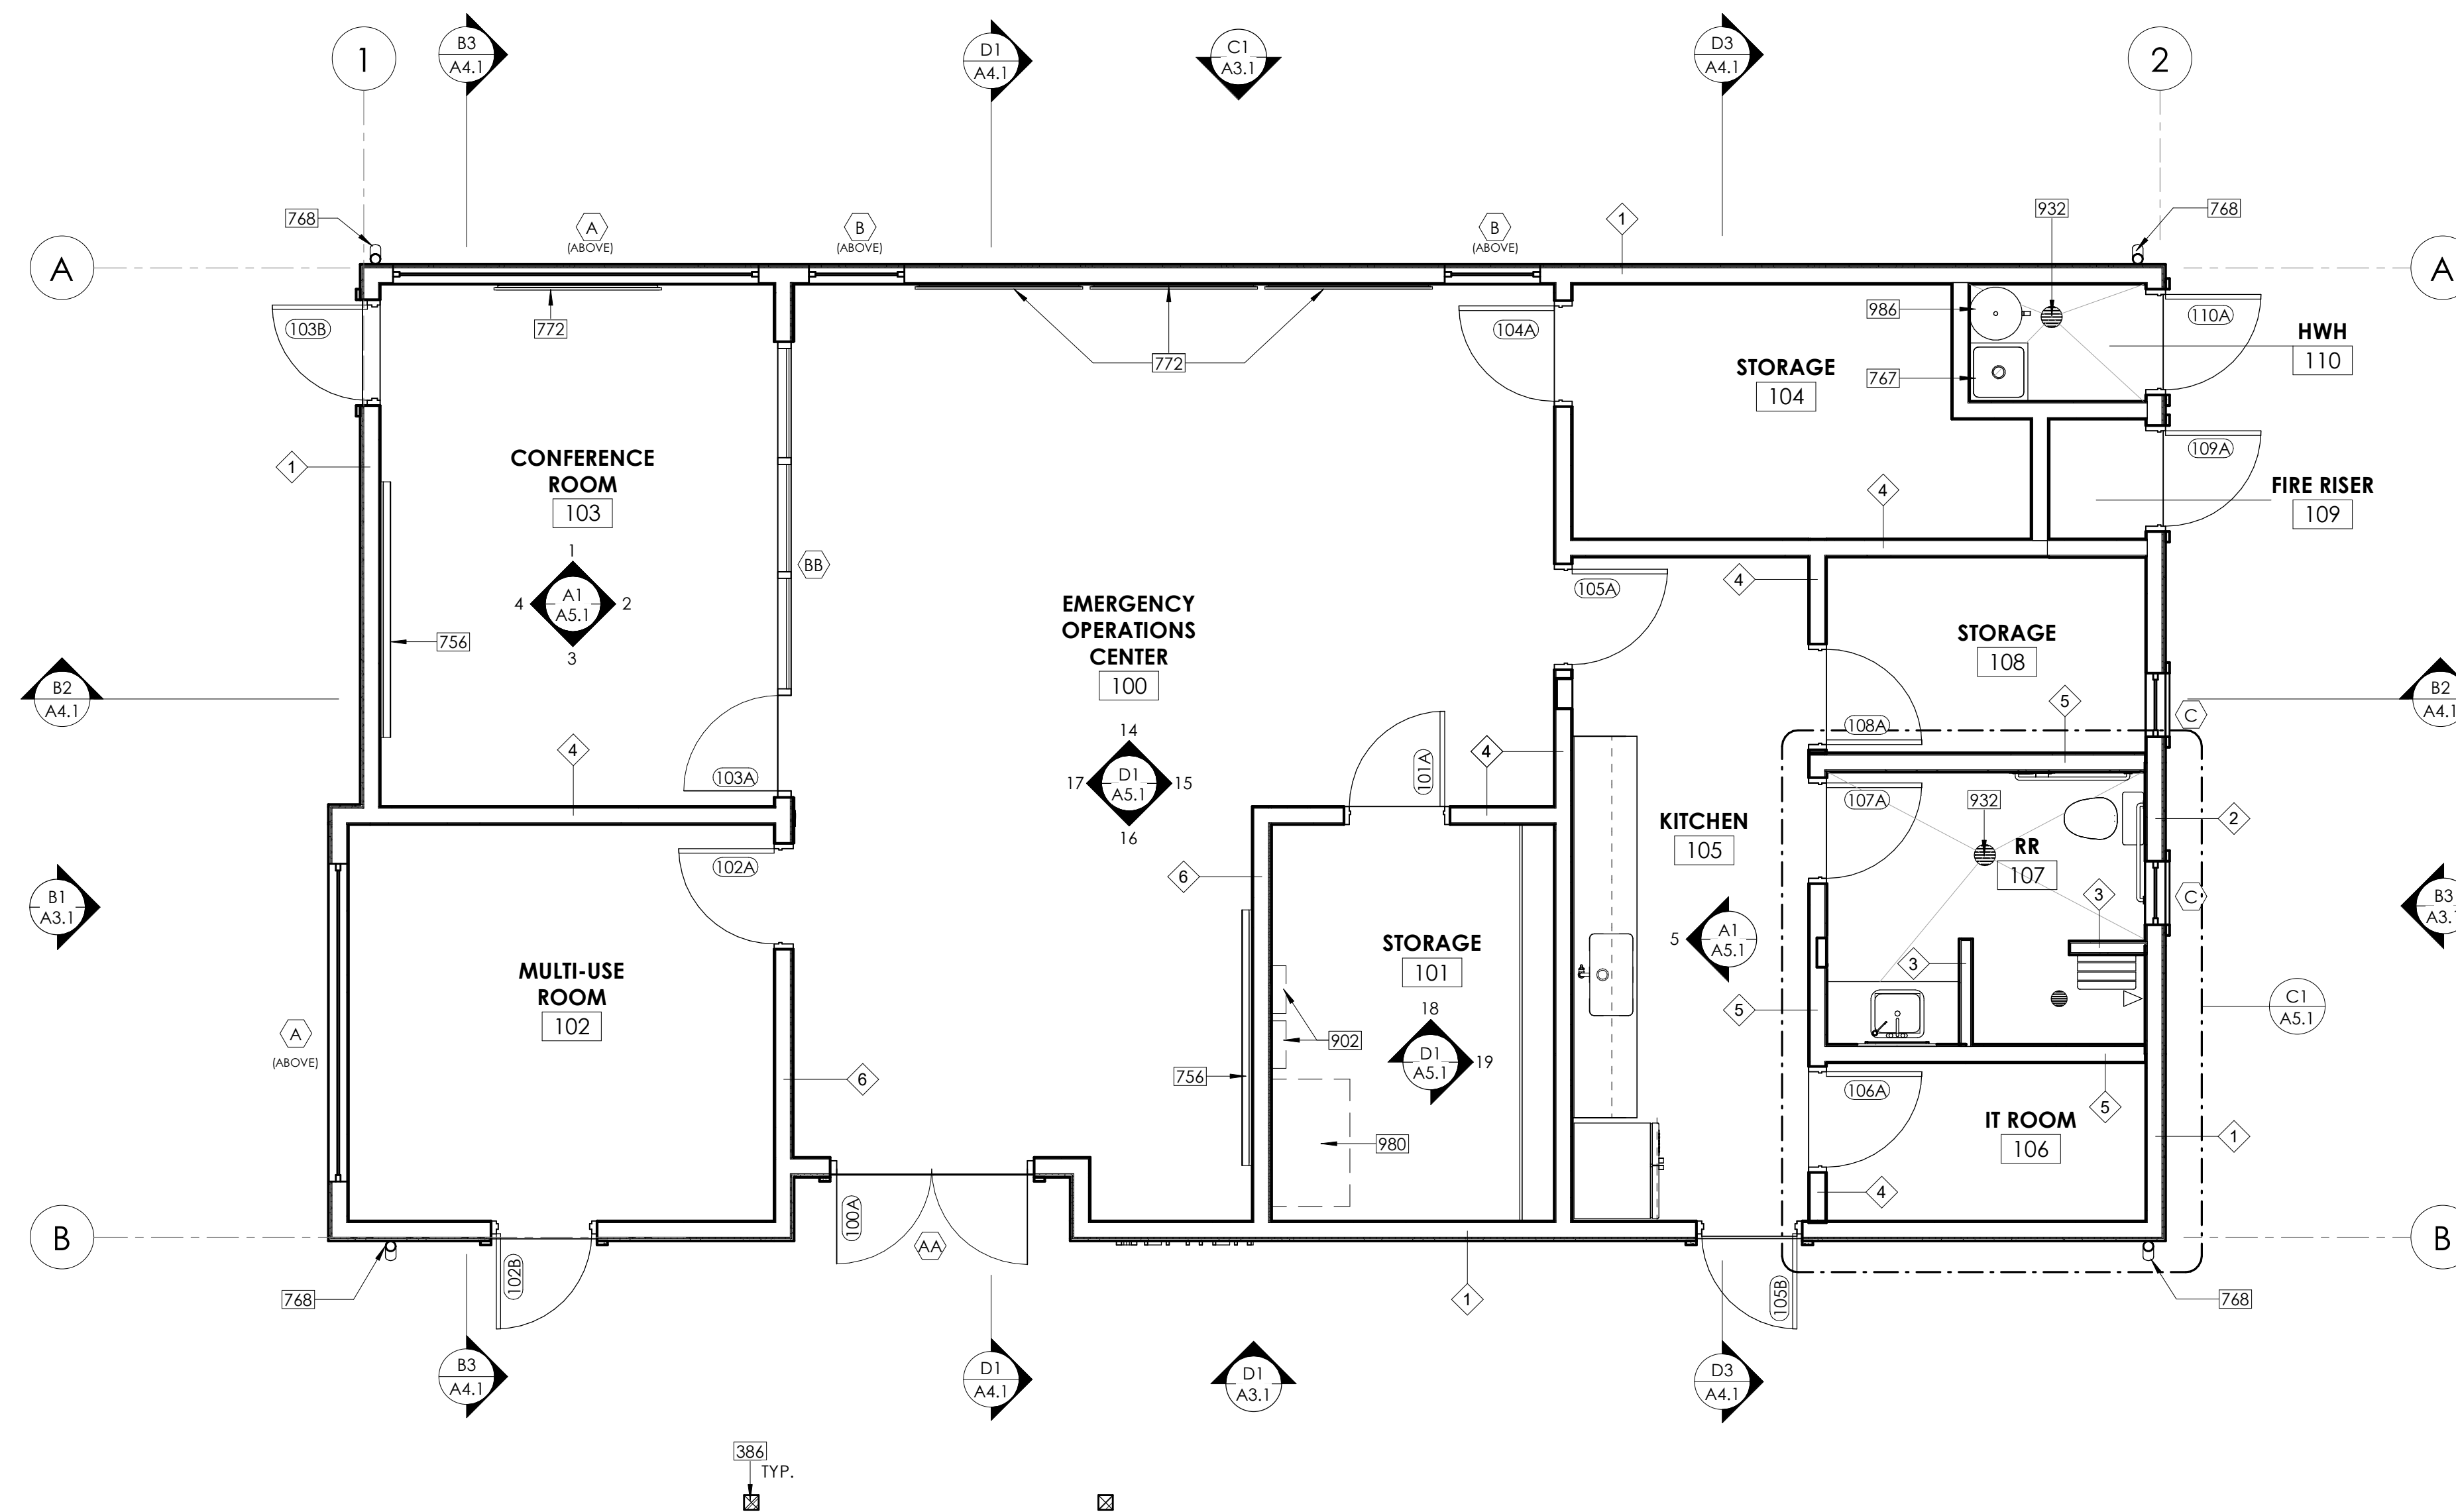 1
B3
A4.1
D1
A4.1
C1
A3.1
D3
A4.1
2
768
A
(ABOVE)
B
(ABOVE)
B
(ABOVE)
1
932
768
A
A
103B
772
772
104A
986
767
STORAGE
104
110A
HWH
110
109A
FIRE RISER
109
1
CONFERENCE
ROOM
103
4
1
A1
A5.1
4
2
3
BB
EMERGENCY
OPERATIONS
CENTER
100
105A
4
STORAGE
108
756
B2
A4.1
B2
A4.1
5
C
108A
4
103A
14
D1
A5.1
17
15
16
101A
4
107A
932
KITCHEN
105
2
RR
107
102A
6
C
3
B1
A3.1
B3
A3.1
MULTI-USE
ROOM
102
STORAGE
101
A1
A5.1
5
3
5
C1
A5.1
A
(ABOVE)
902
18
D1
A5.1
19
6
756
106A
5
IT ROOM
106
980
1
4
100A
AA
B
B
102B
768
1
105B
768
B3
A4.1
D1
A4.1
D1
A3.1
D3
A4.1
386
TYP.